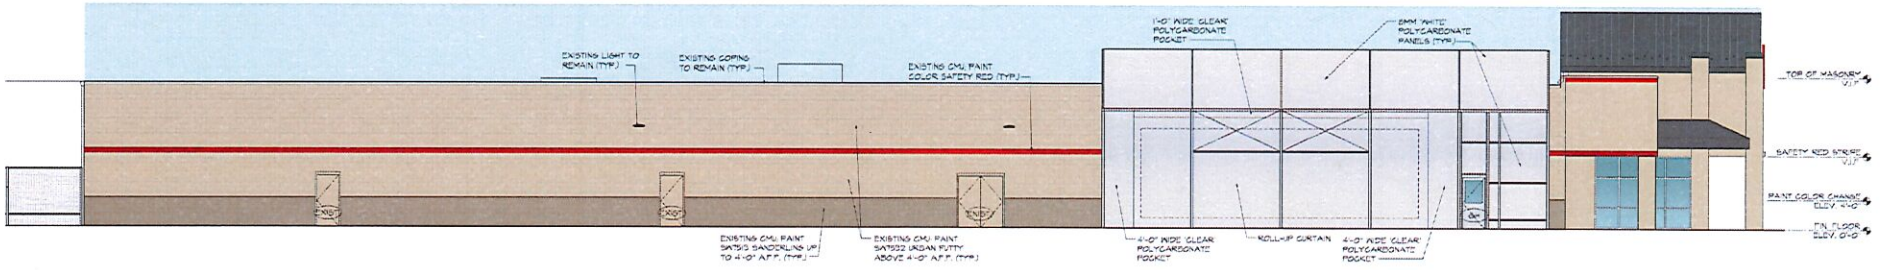 1'-0" WIDE 'CLEAR'
POLYCARBONATE
POCKET
8MM 'WHITE'
POLYCARBONATE
PANELS (TYP.)
EXISTING LIGHT TO
REMAIN (TYP.)
EXISTING COPING
TO REMAIN (TYP.)
EXISTING CMU, PAINT
COLOR SAFETY RED (TYP.)
TOP OF MASONRY
V.I.F.
SAFETY RED STRIPE
V.I.F.
PAINT COLOR CHANGE
ELEV. 4'-0"
FIN. FLOOR
ELEV. 0'-0"
EXIST
EXIST
EXIST
EXISTING CMU, PAINT
SW7513 SANDERLING UP
TO 4'-0" A.F.F. (TYP.)
EXISTING CMU, PAINT
SW7532 URBAN PUTTY
ABOVE 4'-0" A.F.F. (TYP.)
4'-0" WIDE 'CLEAR'
POLYCARBONATE
POCKET
ROLL-UP CURTAIN
4'-0" WIDE 'CLEAR'
POLYCARBONATE
POCKET